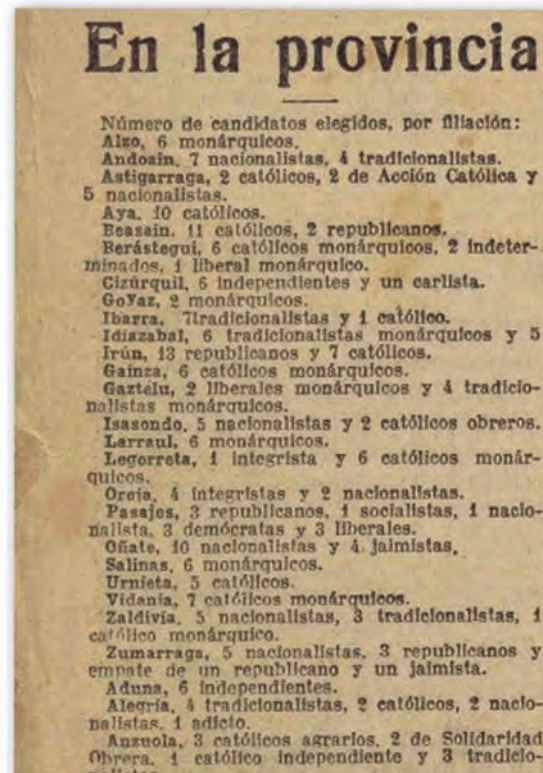 En la provincia
Número de candidatos elegidos, por filiación:
Alzo, 6 monárquicos.
Andoain, 7 nacionalistas, 4 tradicionalistas.
Astigarraga, 2 católicos, 2 de Acción Católica y
5 nacionalistas.
Aya. 10 católicos.
Beasain. 11 católicos, 2 republicanos.
Berástegui, 6 católicos monárquicos, 2 indeter-
minados, 1 liberal monárquico.
Cizúrquil, 6 independientes y un carlista.
Goyaz, 2 monárquicos.
Ibarra, 7tradicionalistas y 1 católico.
Idiazabal, 6 tradicionalistas monárquicos y 5
Irún, 13 republicanos y 7 católicos.
Gainza, 6 católicos monárquicos.
Gaztelu, 2 liberales monárquicos y 4 tradicio-
nalistas monárquicos.
Isasondo, 5 nacionalistas y 2 católicos obreros.
Larraul, 6 monárquicos.
Legorreta, 1 integrista y 6 católicos monár-
quicos.
Oreja, 4 integristas y 2 nacionalistas.
Pasajes, 3 republicanos, 1 socialistas, 1 nacio-
nalista, 3 demócratas y 3 liberales.
Oñate, 10 nacionalistas y 4 jaimistas.
Salinas, 6 monárquicos.
Urnieta, 5 católicos.
Vidania, 7 católicos monárquicos.
Zaldivia, 5 nacionalistas, 3 tradicionalistas, 1
católico monárquico.
Zumarraga, 5 nacionalistas, 3 republicanos y
empate de un republicano y un jaimista.
Aduna, 6 independientes.
Alegría, 4 tradicionalistas, 2 católicos, 2 nacio-
nalistas, 1 adicto.
Anzuola, 3 católicos agrarios, 2 de Solidaridad
Obrera, 1 católico independiente y 3 tradicio-